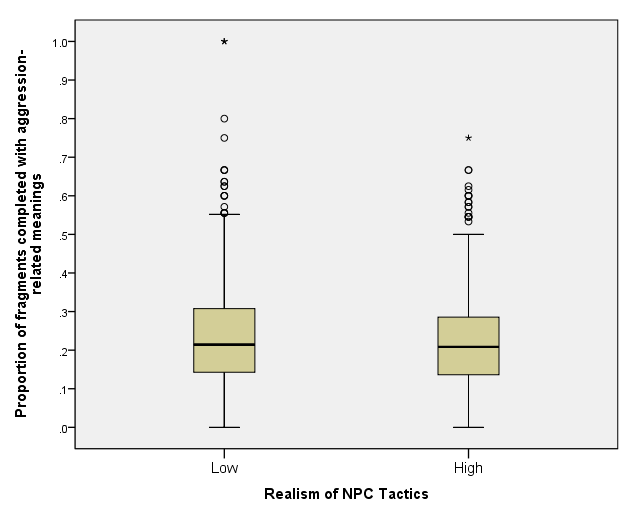 Proportion of fragments completed with aggression-
related meanings
1.0
.9
.8
.7
.6
.5
.4
.3
.2
.1
.0
Low
High
Realism of NPC Tactics